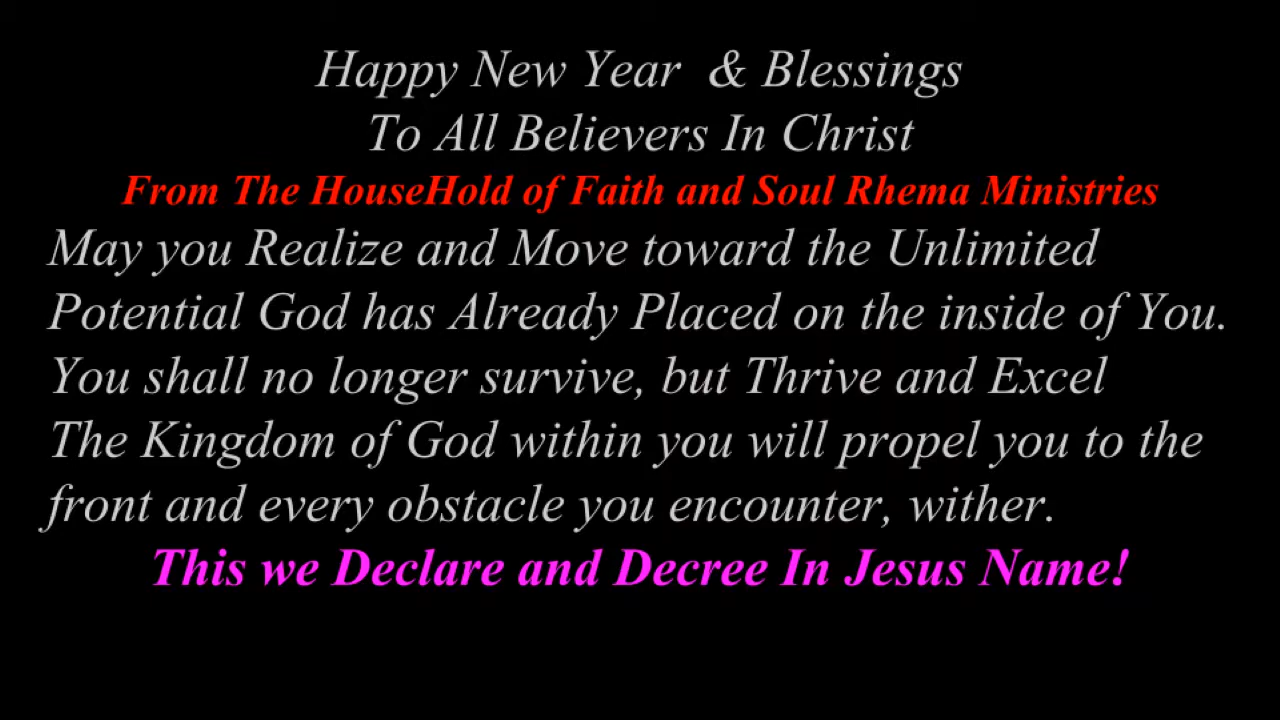 Happy New Year & Blessings
To All Believers In Christ
From The HouseHold of Faith and Soul Rhema Ministries
May you Realize and Move toward the Unlimited
Potential God has Already Placed on the inside of You.
You shall no longer survive, but Thrive and Excel
The Kingdom of God within you will propel you to the
front and every obstacle you encounter, wither.
This we Declare and Decree In Jesus Name!